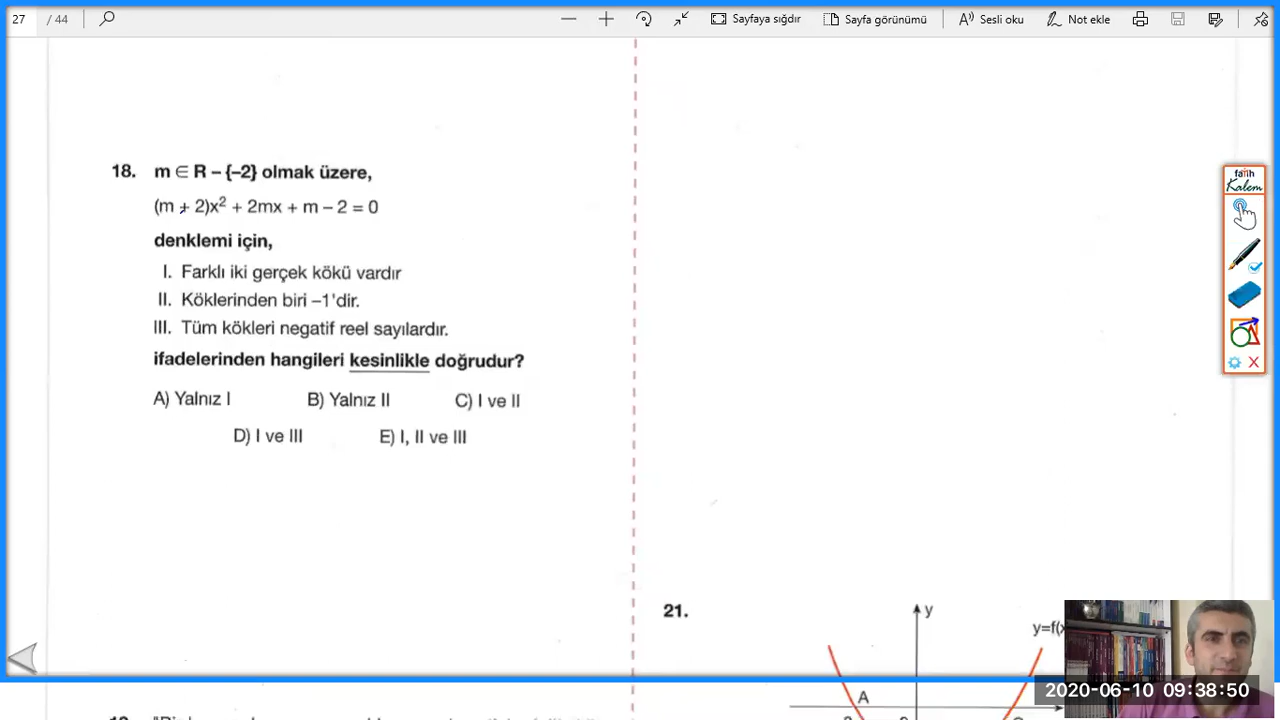 27 / 44
Sayfaya sığdır
Sayfa görünümü
Sesli oku
Not ekle
18. m ∈ R – {–2} olmak üzere,
(m + 2)x² + 2mx + m – 2 = 0
denklemi için,
I. Farklı iki gerçek kökü vardır
II. Köklerinden biri –1'dir.
III. Tüm kökleri negatif reel sayılardır.
ifadelerinden hangileri kesinlikle doğrudur?
A) Yalnız I B) Yalnız II C) I ve II
D) I ve III E) I, II ve III
fatih
Kalem
21.
y
y=f(x
A
2020-06-10 09:38:50